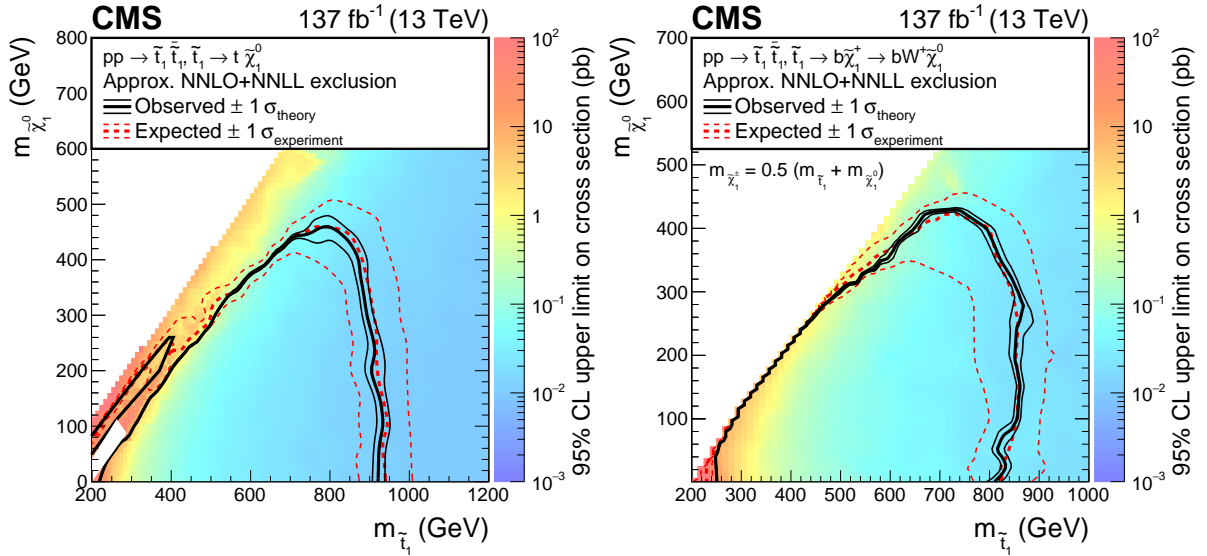 CMS 137 fb⁻¹ (13 TeV)
pp → t̃₁ t̃̄₁, t̃₁ → t χ̃₁⁰
Approx. NNLO+NNLL exclusion
Observed ± 1 σ_theory
Expected ± 1 σ_experiment
m_χ̃₁⁰ (GeV)
800
700
600
500
400
300
200
100
0
200 400 600 800 1000 1200
m_t̃₁ (GeV)
10²
10
1
10⁻¹
10⁻²
10⁻³
95% CL upper limit on cross section (pb)
CMS 137 fb⁻¹ (13 TeV)
pp → t̃₁ t̃̄₁, t̃₁ → bχ̃₁⁺ → bW⁺χ̃₁⁰
Approx. NNLO+NNLL exclusion
Observed ± 1 σ_theory
Expected ± 1 σ_experiment
m_χ̃₁± = 0.5 (m_t̃₁ + m_χ̃₁⁰)
m_χ̃₁⁰ (GeV)
700
600
500
400
300
200
100
0
200 300 400 500 600 700 800 900 1000
m_t̃₁ (GeV)
10²
10
1
10⁻¹
10⁻²
10⁻³
95% CL upper limit on cross section (pb)